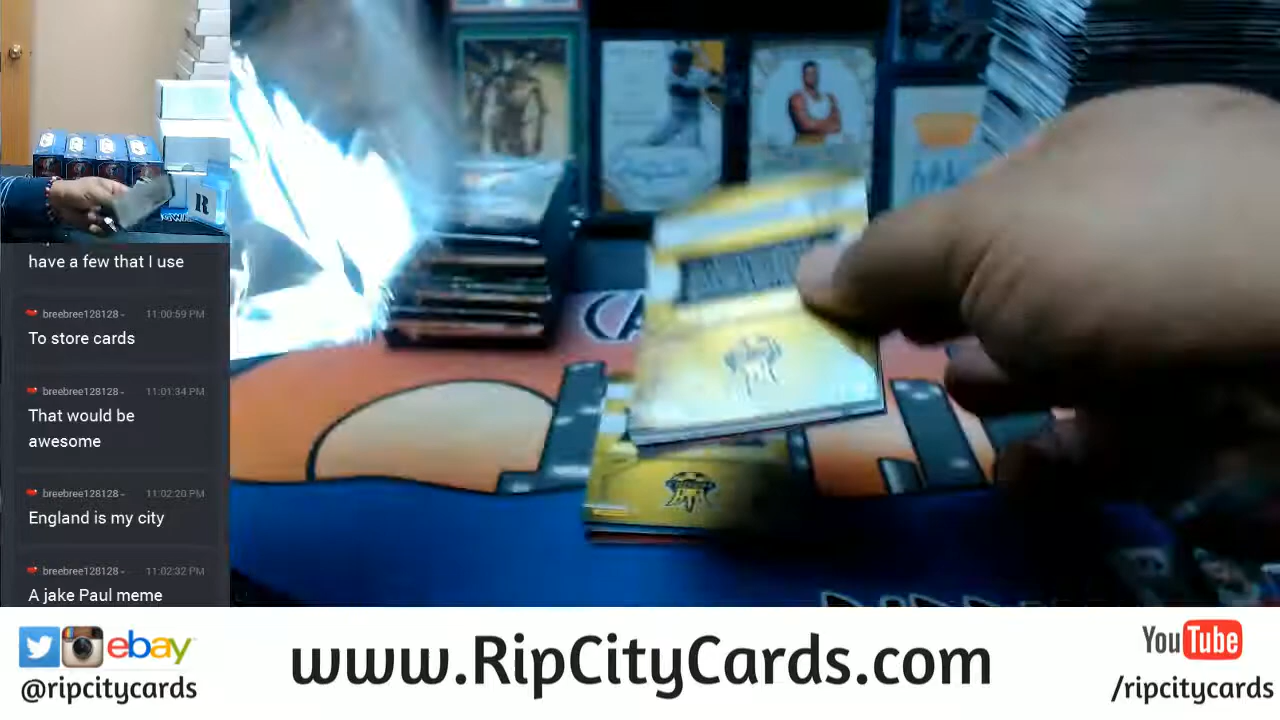 have a few that I use
breebree128128-
11:00:59 PM
To store cards
breebree128128-
11:01:34 PM
That would be
awesome
breebree128128-
11:02:20 PM
England is my city
breebree128128-
11:02:32 PM
A jake Paul meme
R
CA
ebay
@ripcitycards
www.RipCityCards.com
YouTube
/ripcitycards